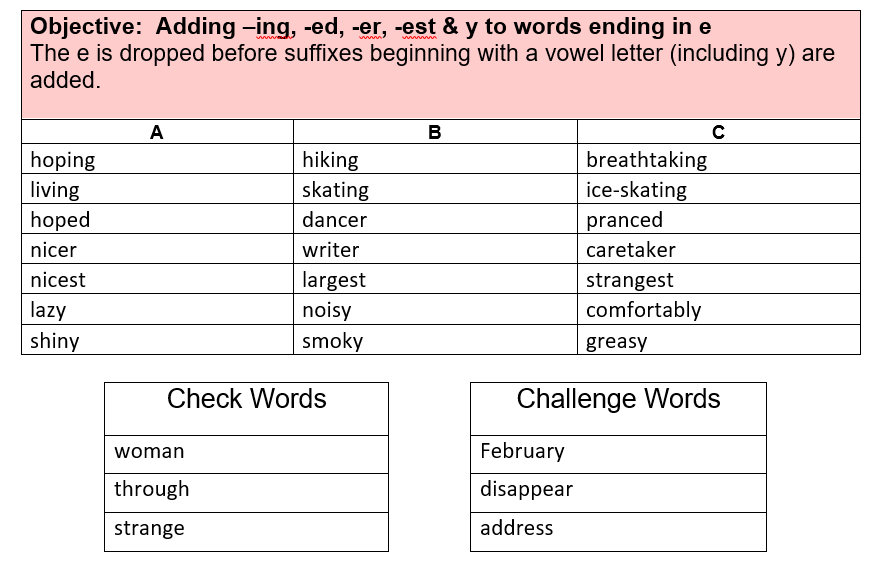 Objective:  Adding –ing, -ed, -er, -est & y to words ending in e
The e is dropped before suffixes beginning with a vowel letter (including y) are
added.
A B C
hoping hiking breathtaking
living skating ice-skating
hoped dancer pranced
nicer writer caretaker
nicest largest strangest
lazy noisy comfortably
shiny smoky greasy
Check Words Challenge Words
woman February
through disappear
strange address